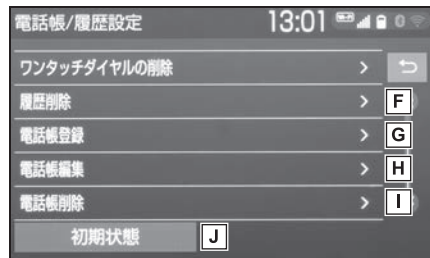 電話帳/履歴設定 13:01
ワンタッチダイヤルの削除 >
履歴削除 > F
電話帳登録 > G
電話帳編集 > H
電話帳削除 > I
初期状態 J